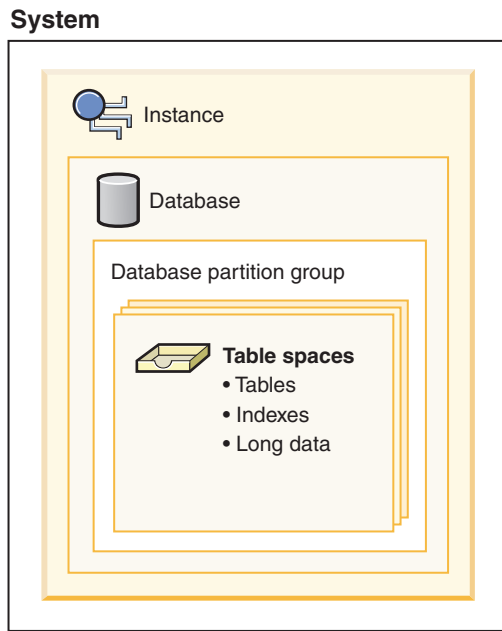 System
Instance
Database
Database partition group
Table spaces
• Tables
• Indexes
• Long data